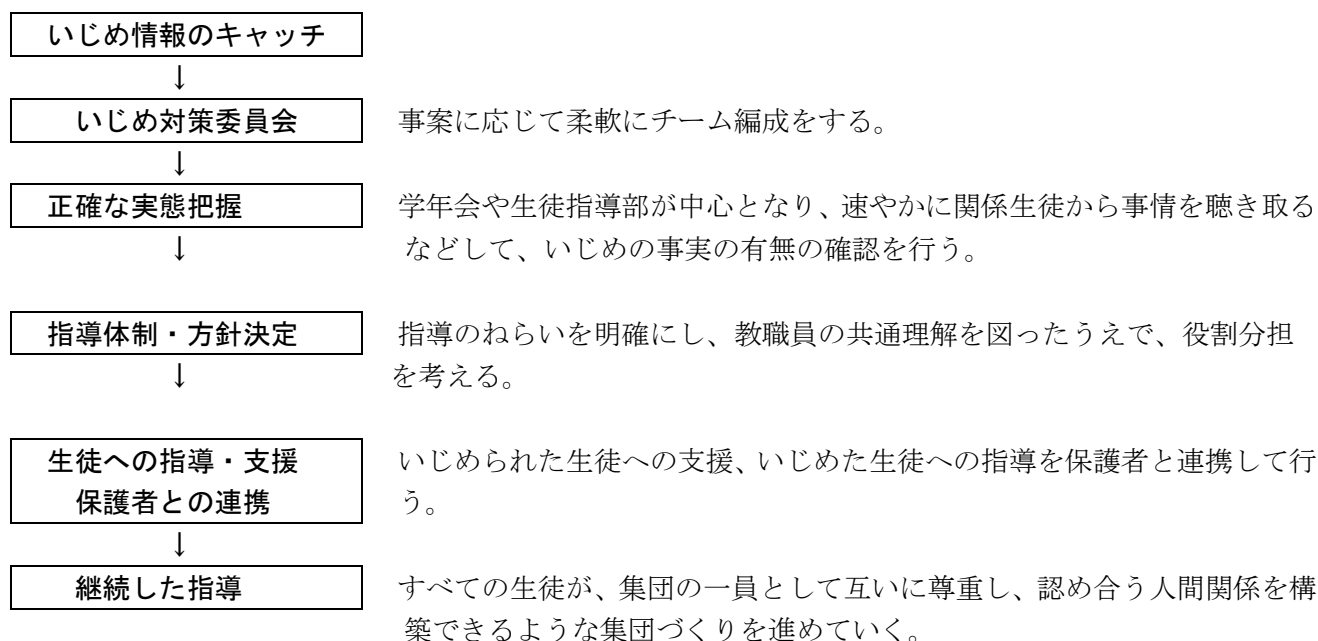 いじめ情報のキャッチ
↓
いじめ対策委員会 事案に応じて柔軟にチーム編成をする。
↓
正確な実態把握 学年会や生徒指導部が中心となり、速やかに関係生徒から事情を聴き取る
↓ などして、いじめの事実の有無の確認を行う。
指導体制・方針決定 指導のねらいを明確にし、教職員の共通理解を図ったうえで、役割分担
↓ を考える。
生徒への指導・支援 いじめられた生徒への支援、いじめた生徒への指導を保護者と連携して行
保護者との連携 う。
↓
継続した指導 すべての生徒が、集団の一員として互いに尊重し、認め合う人間関係を構
築できるような集団づくりを進めていく。